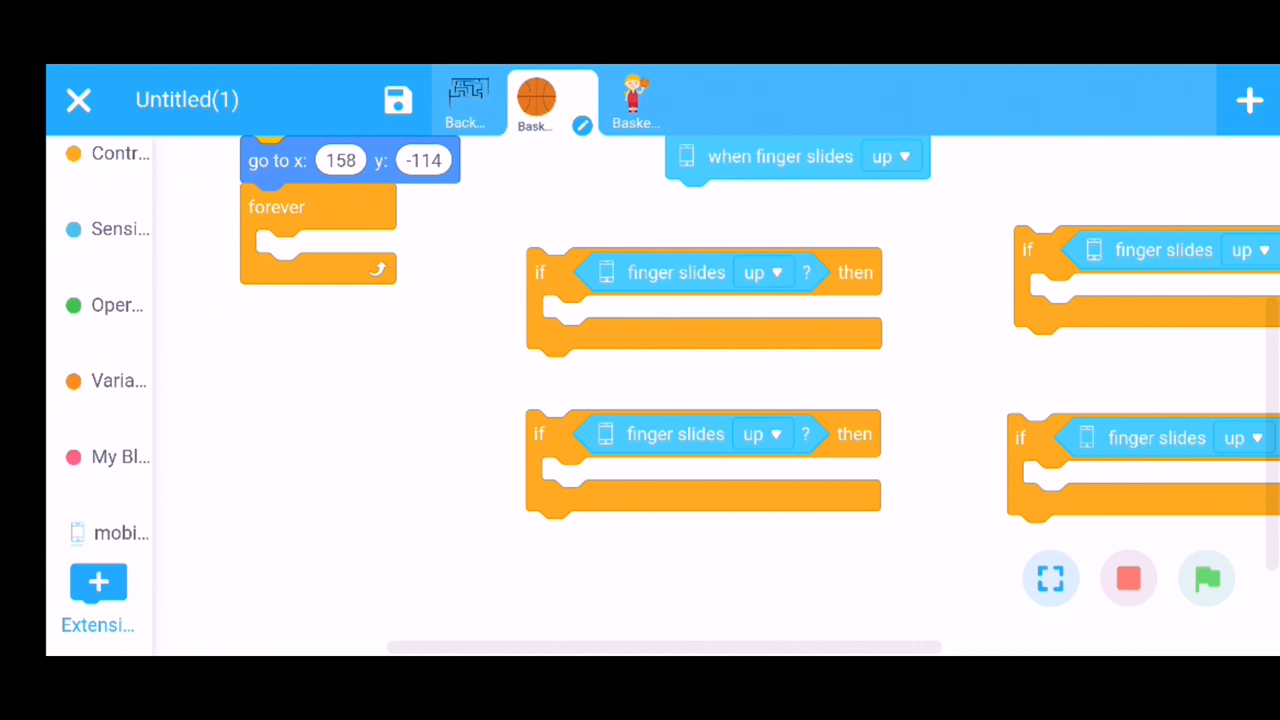 Untitled(1)
Back...
Bask...
Baske...
Contr...
Sensi...
Oper...
Varia...
My Bl...
mobi...
Extensi...
go to x: 158 y: -114
forever
when finger slides up
if finger slides up ? then
if finger slides up
if finger slides up ? then
if finger slides up